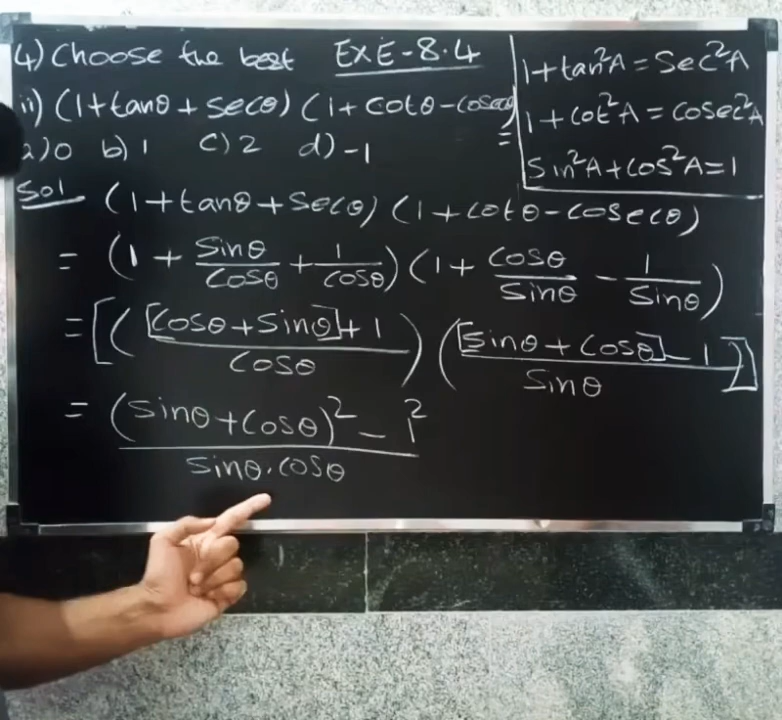 4) Choose the best EXE-8.4
ii) (1+tanθ+secθ) (1+cotθ-cosecθ) =
a) 0 b) 1 c) 2 d) -1
1+tan²A = Sec²A
1+cot²A = cosec²A
Sin²A+cos²A=1
Sol (1+tanθ+secθ) (1+cotθ-cosecθ)
= (1 + Sinθ/Cosθ + 1/cosθ) (1 + cosθ/Sinθ - 1/Sinθ)
= [([cosθ+sinθ]+1/cosθ) ([sinθ+cosθ]-1/Sinθ)]
= (sinθ+cosθ)² - 1²/sinθ.cosθ